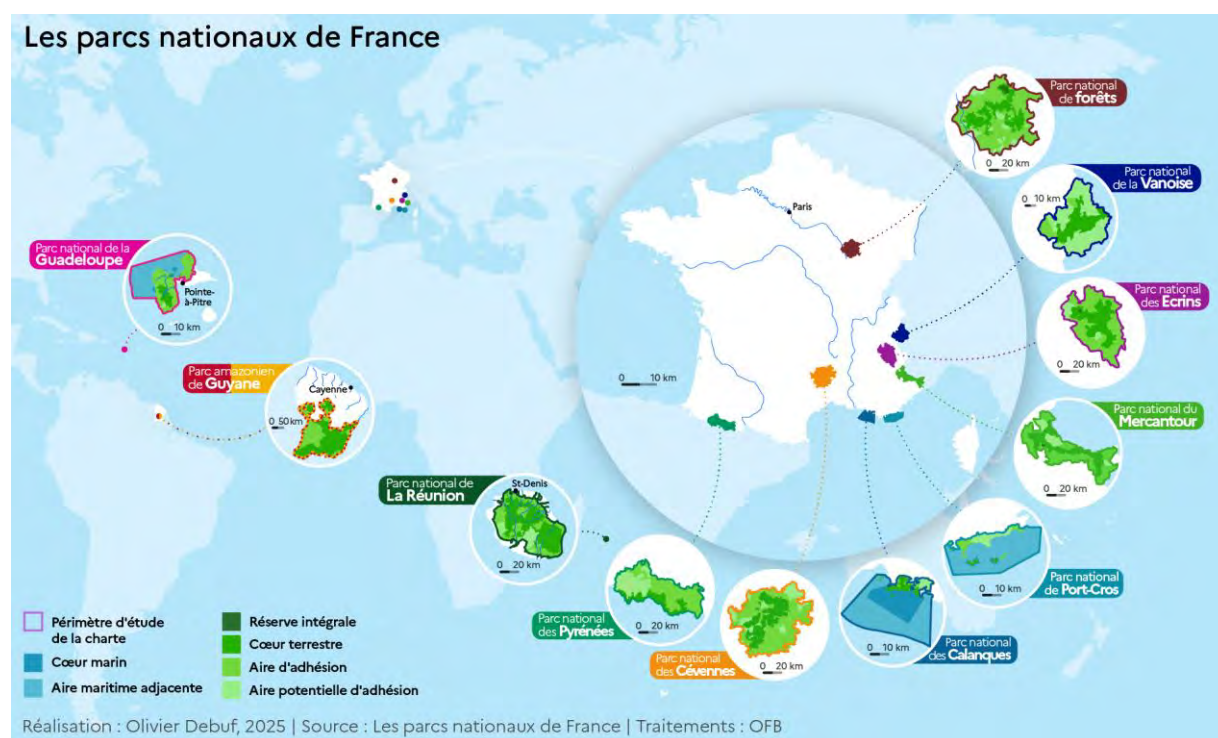 Les parcs nationaux de France
Parc national
de forêts
0 20 km
Parc national
de la Vanoise
0 10 km
Paris
Parc national
des Ecrins
0 20 km
Parc national de la
Guadeloupe
Pointe-
à-Pitre
0 10 km
Parc amazonien
de Guyane
Cayenne
0 50 km
0 10 km
Parc national du
Mercantour
0 20 km
Parc national de
La Réunion
St-Denis
0 20 km
Parc national
de Port-Cros
0 10 km
Parc national
des Pyrénées
0 20 km
Parc national
des Cévennes
0 20 km
Parc national
des Calanques
0 10 km
Périmètre d'étude
de la charte
Cœur marin
Aire maritime adjacente
Réserve intégrale
Cœur terrestre
Aire d'adhésion
Aire potentielle d'adhésion
Réalisation : Olivier Debuf, 2025 | Source : Les parcs nationaux de France | Traitements : OFB